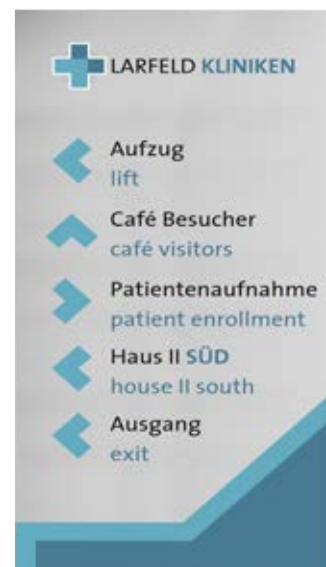 LARFELD KLINIKEN
Aufzug
lift
Café Besucher
café visitors
Patientenaufnahme
patient enrollment
Haus II SÜD
house II south
Ausgang
exit